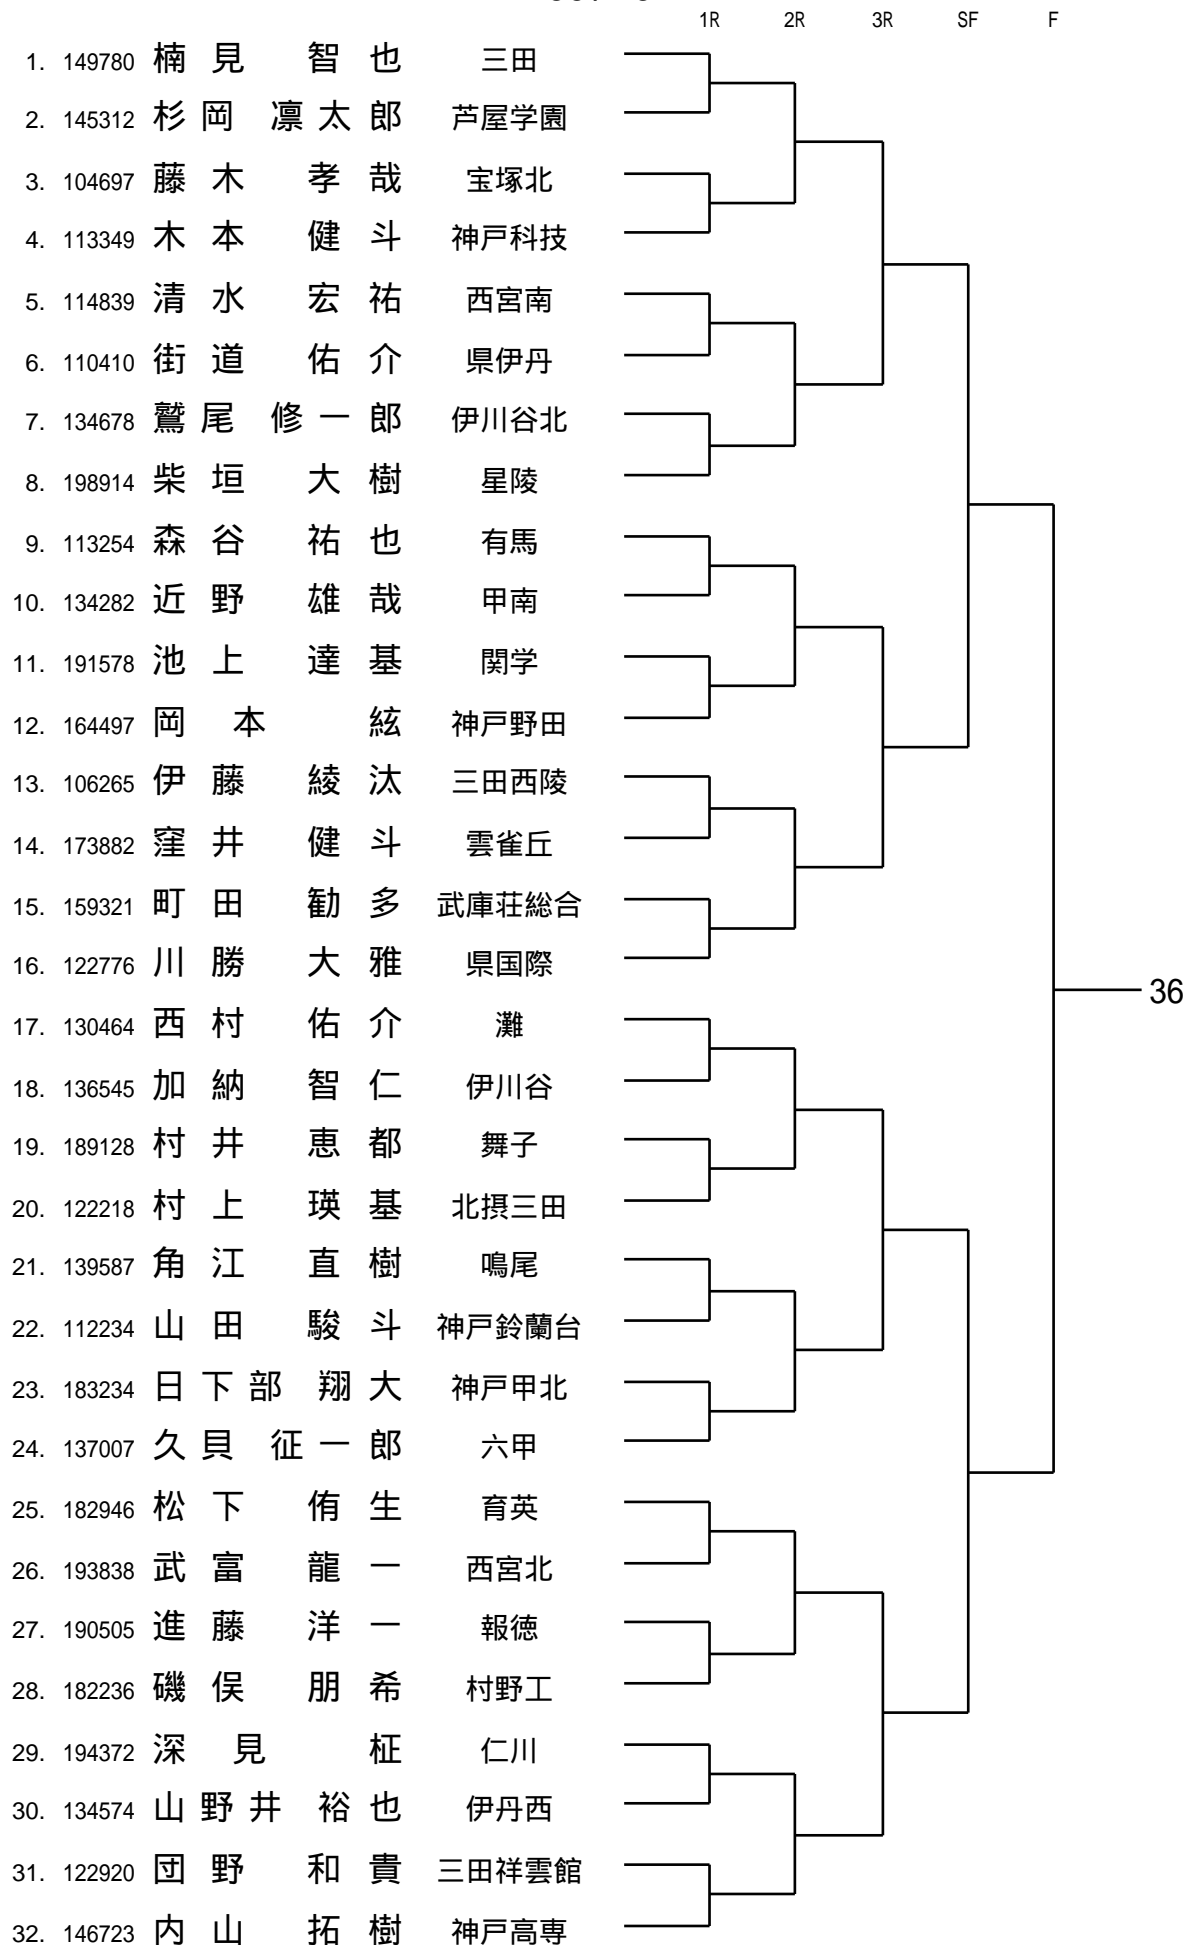 1R 2R 3R SF F
1. 149780 楠見 智也 三田
2. 145312 杉岡 凛太郎 芦屋学園
3. 104697 藤木 孝哉 宝塚北
4. 113349 木本 健斗 神戸科技
5. 114839 清水 宏祐 西宮南
6. 110410 街道 佑介 県伊丹
7. 134678 鷲尾 修一郎 伊川谷北
8. 198914 柴垣 大樹 星陵
9. 113254 森谷 祐也 有馬
10. 134282 近野 雄哉 甲南
11. 191578 池上 達基 関学
12. 164497 岡本 絃 神戸野田
13. 106265 伊藤 綾汰 三田西陵
14. 173882 窪井 健斗 雲雀丘
15. 159321 町田 勧多 武庫荘総合
16. 122776 川勝 大雅 県国際
36
17. 130464 西村 佑介 灘
18. 136545 加納 智仁 伊川谷
19. 189128 村井 恵都 舞子
20. 122218 村上 瑛基 北摂三田
21. 139587 角江 直樹 鳴尾
22. 112234 山田 駿斗 神戸鈴蘭台
23. 183234 日下部 翔大 神戸甲北
24. 137007 久貝 征一郎 六甲
25. 182946 松下 侑生 育英
26. 193838 武富 龍一 西宮北
27. 190505 進藤 洋一 報徳
28. 182236 磯俣 朋希 村野工
29. 194372 深見 柾 仁川
30. 134574 山野井 裕也 伊丹西
31. 122920 団野 和貴 三田祥雲館
32. 146723 内山 拓樹 神戸高専